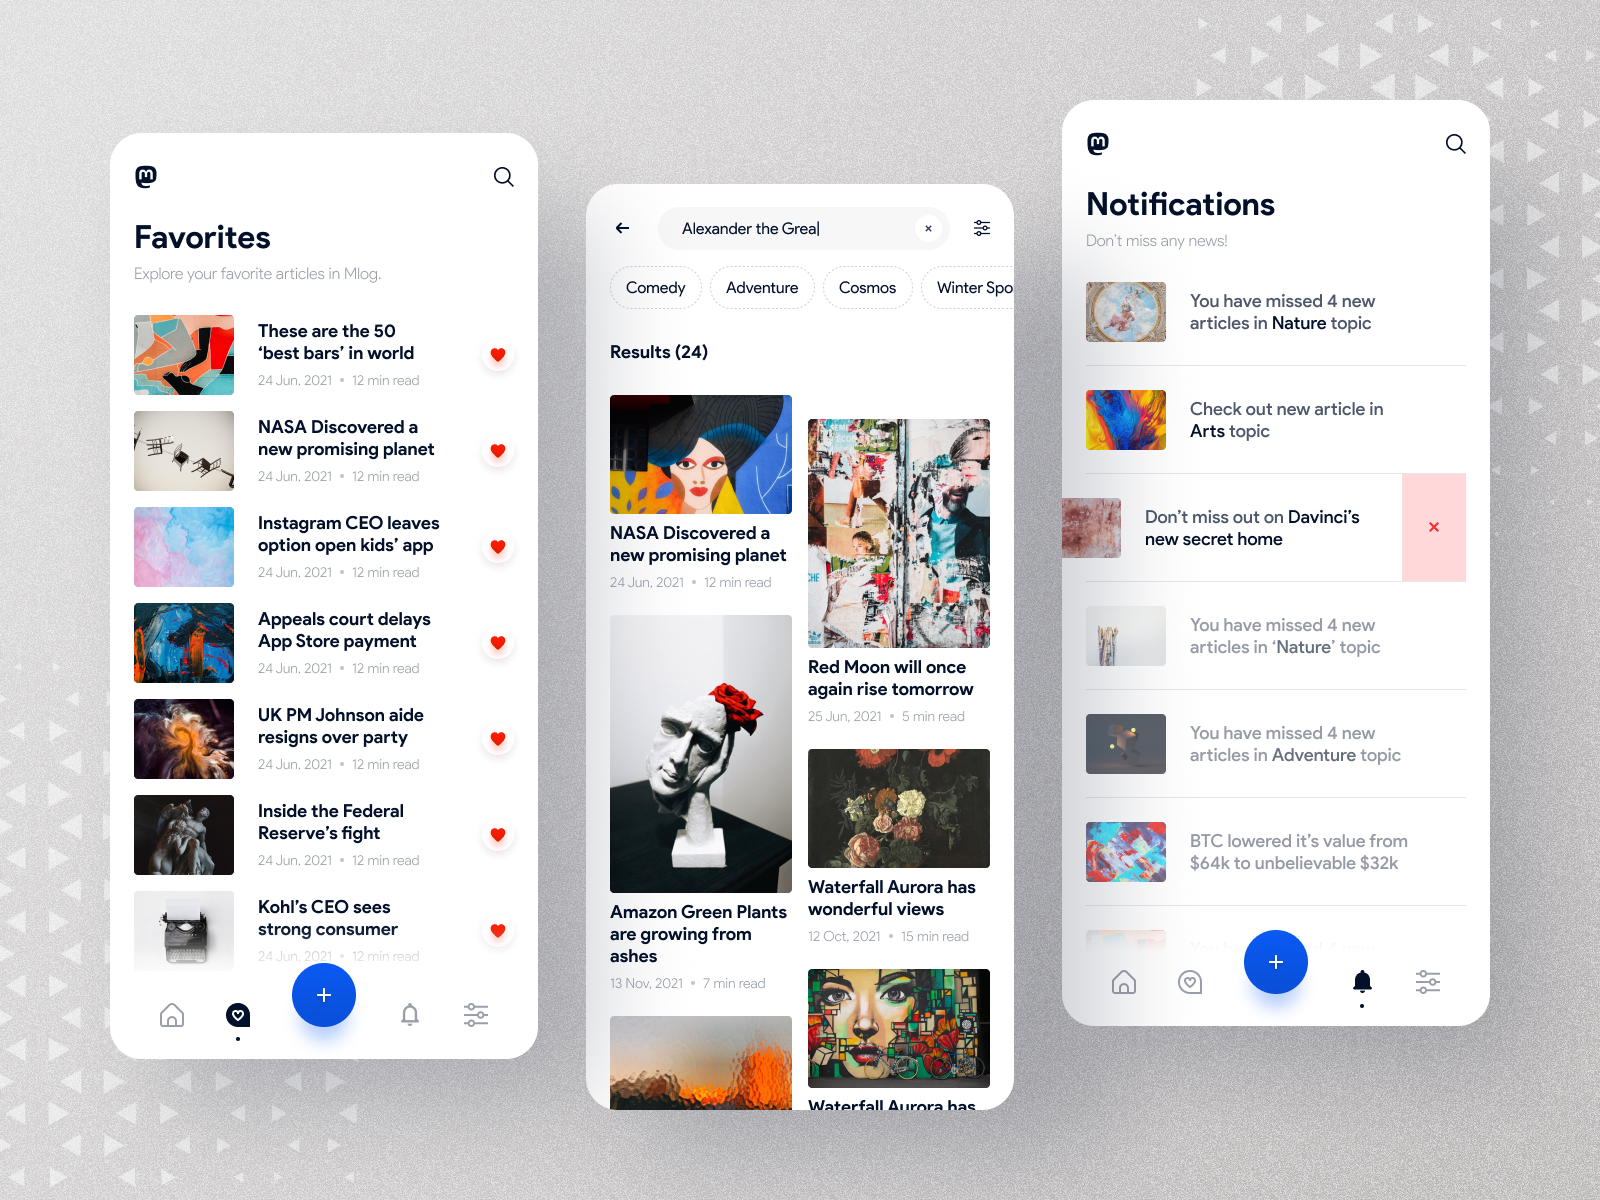 Favorites
Explore your favorite articles in Mlog.
These are the 50
‘best bars’ in world
24 Jun, 2021 • 12 min read
NASA Discovered a
new promising planet
24 Jun, 2021 • 12 min read
Instagram CEO leaves
option open kids’ app
24 Jun, 2021 • 12 min read
Appeals court delays
App Store payment
24 Jun, 2021 • 12 min read
UK PM Johnson aide
resigns over party
24 Jun, 2021 • 12 min read
Inside the Federal
Reserve’s fight
24 Jun, 2021 • 12 min read
Kohl’s CEO sees
strong consumer
24 Jun, 2021 • 12 min read
Alexander the Grea
Comedy
Adventure
Cosmos
Winter Spo
Results (24)
NASA Discovered a
new promising planet
24 Jun, 2021 • 12 min read
Amazon Green Plants
are growing from
ashes
13 Nov, 2021 • 7 min read
Red Moon will once
again rise tomorrow
25 Jun, 2021 • 5 min read
Waterfall Aurora has
wonderful views
12 Oct, 2021 • 15 min read
Waterfall Aurora has
Notifications
Don’t miss any news!
You have missed 4 new
articles in Nature topic
Check out new article in
Arts topic
Don’t miss out on Davinci’s
new secret home
You have missed 4 new
articles in ‘Nature’ topic
You have missed 4 new
articles in Adventure topic
BTC lowered it’s value from
$64k to unbelievable $32k
You have missed 4 new